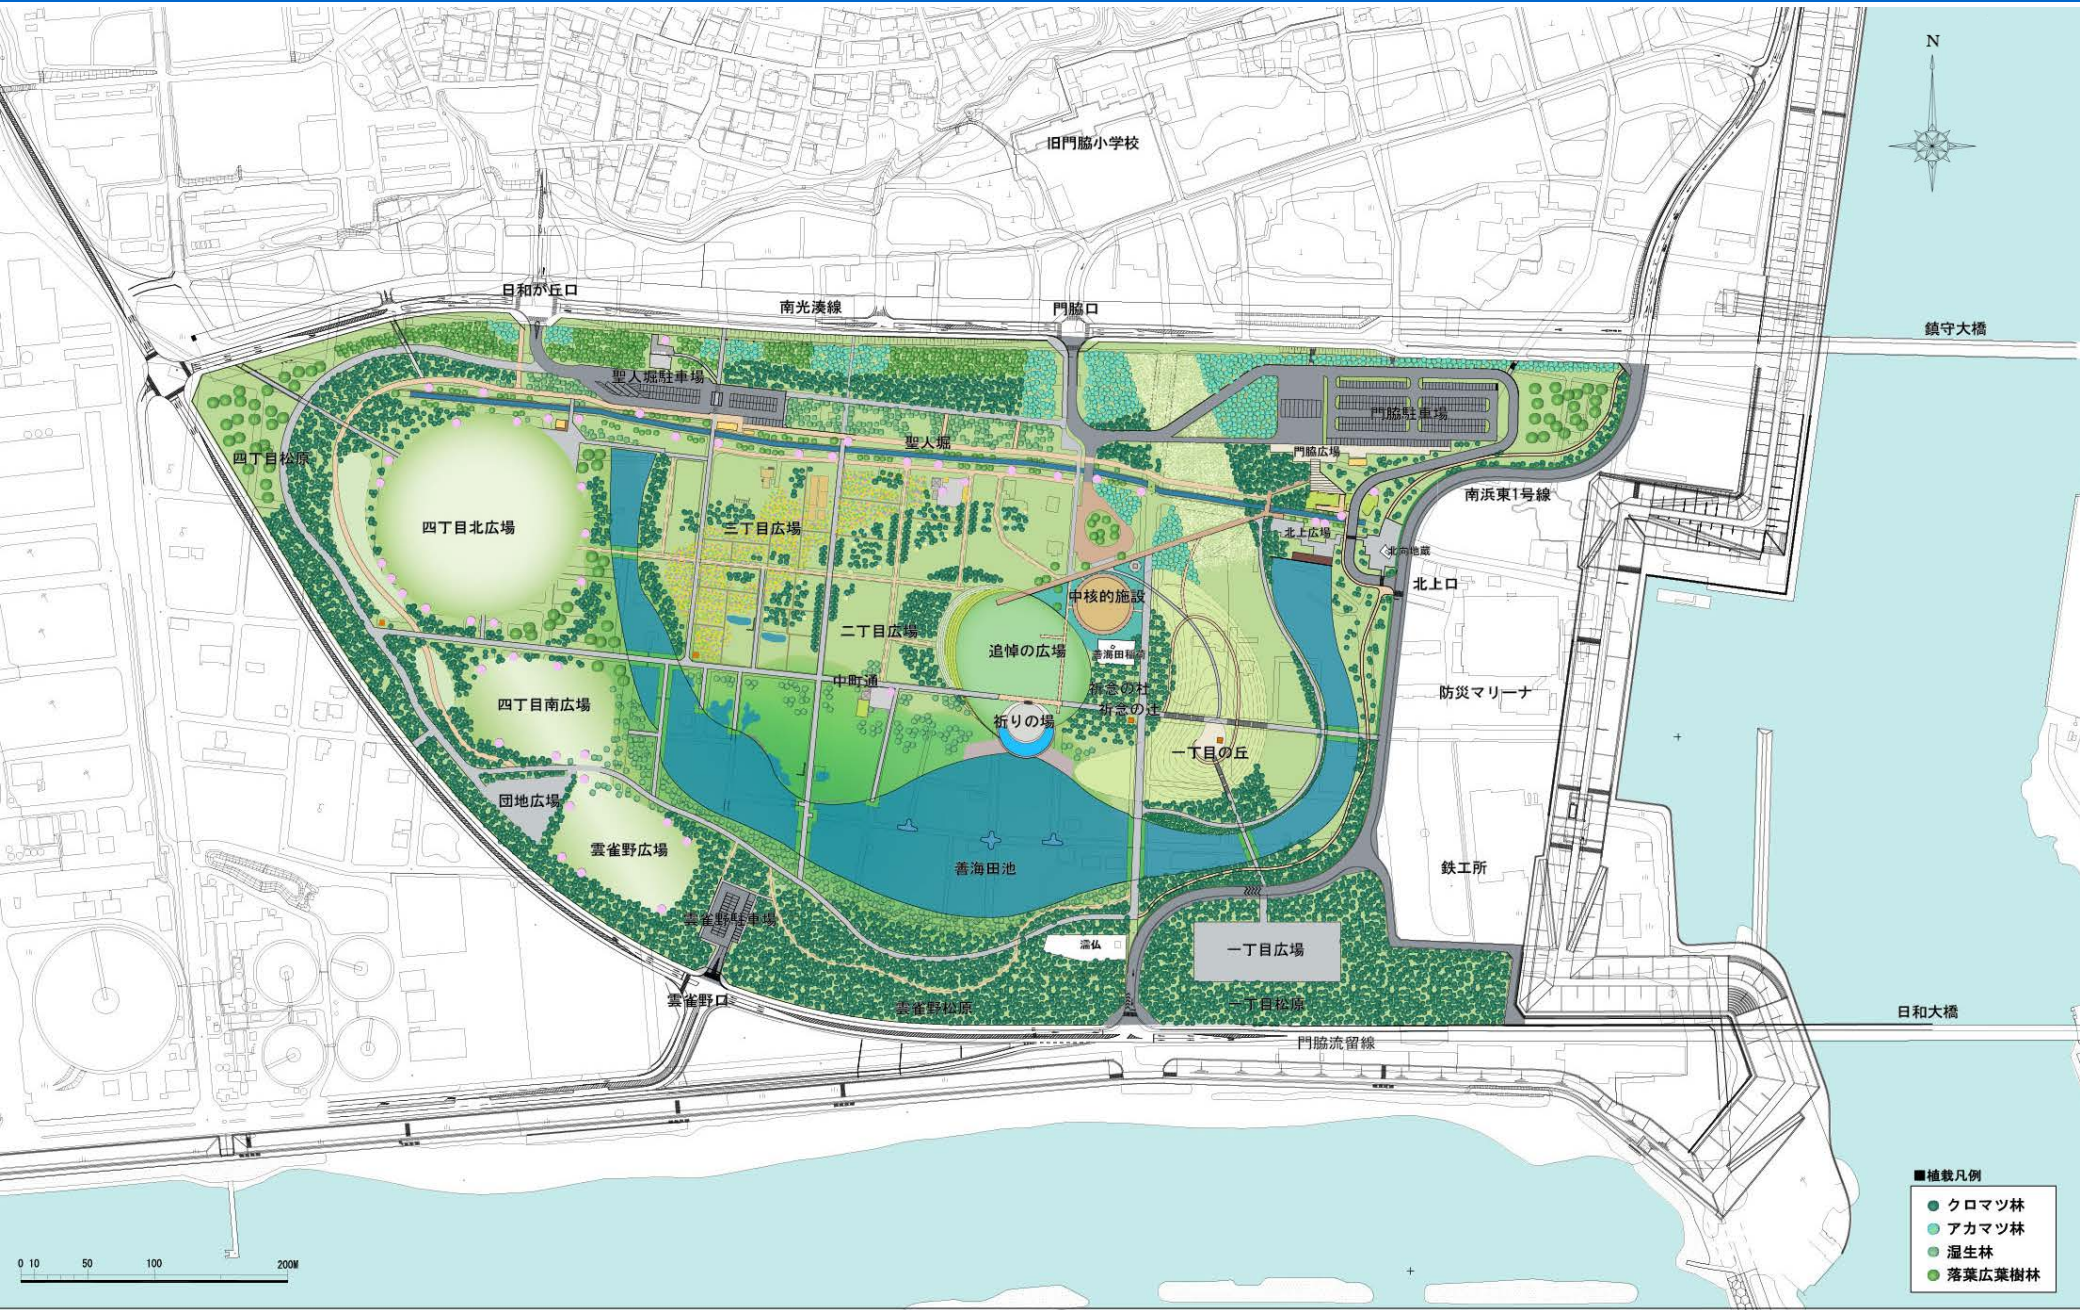 N
旧門脇小学校
日和が丘口
南光湊線
門脇口
鎮守大橋
聖人堀駐車場
門脇駐車場
聖人堀
門脇広場
四丁目松原
南浜東1号線
四丁目北広場
三丁目広場
北上広場
北向地蔵
北上口
中核的施設
二丁目広場
追悼の広場
善海田稲荷
中町通
祈念の杜
防災マリーナ
四丁目南広場
祈念の辻
祈りの場
一丁目の丘
団地広場
雲雀野広場
善海田池
鉄工所
雲雀野駐車場
濡仏
一丁目広場
雲雀野口
雲雀野松原
一丁目松原
日和大橋
門脇流留線
■植栽凡例
クロマツ林
アカマツ林
湿生林
落葉広葉樹林
0 10 50 100 200M